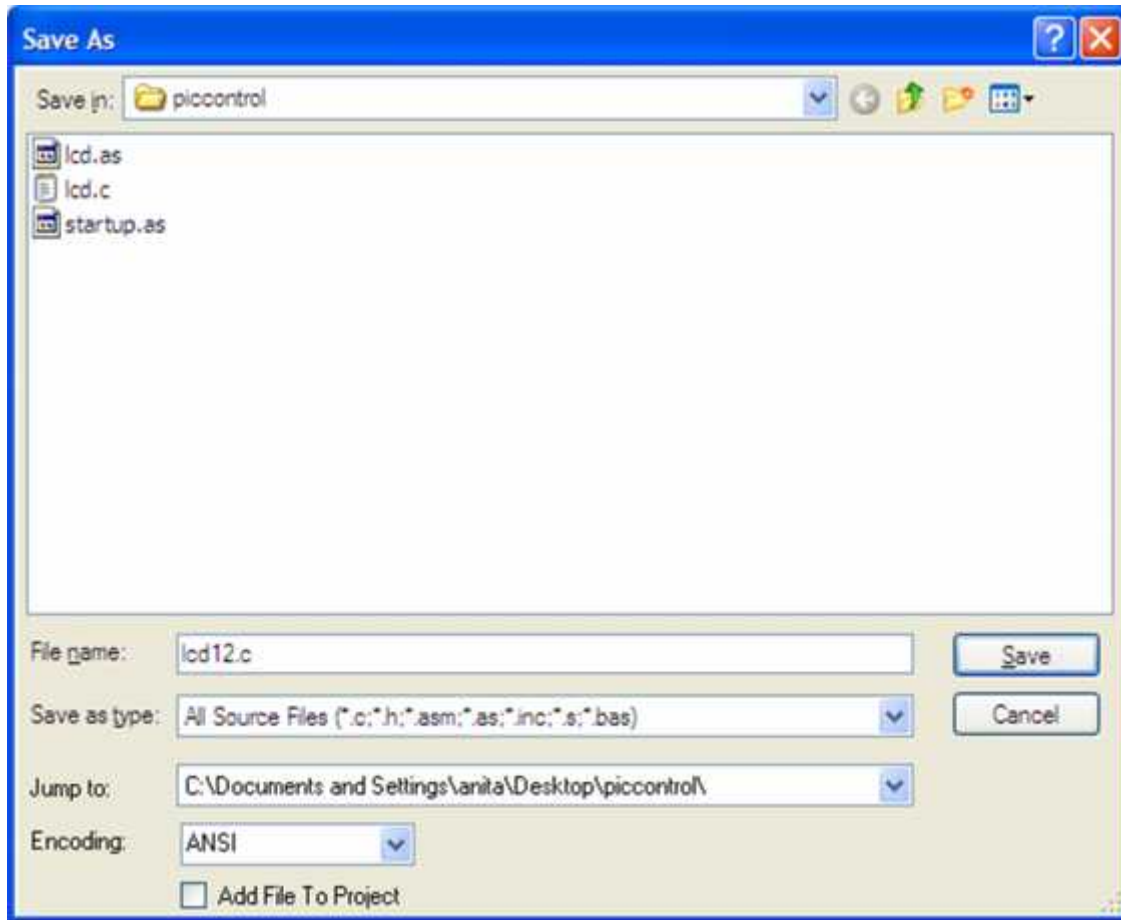 Save As
Save in: piccontrol
lcd.as
lcd.c
startup.as
File name: lcd12.c Save
Save as type: All Source Files (*.c;*.h;*.asm;*.as;*.inc;*.s;*.bas) Cancel
Jump to: C:\Documents and Settings\anita\Desktop\piccontrol\
Encoding: ANSI
Add File To Project